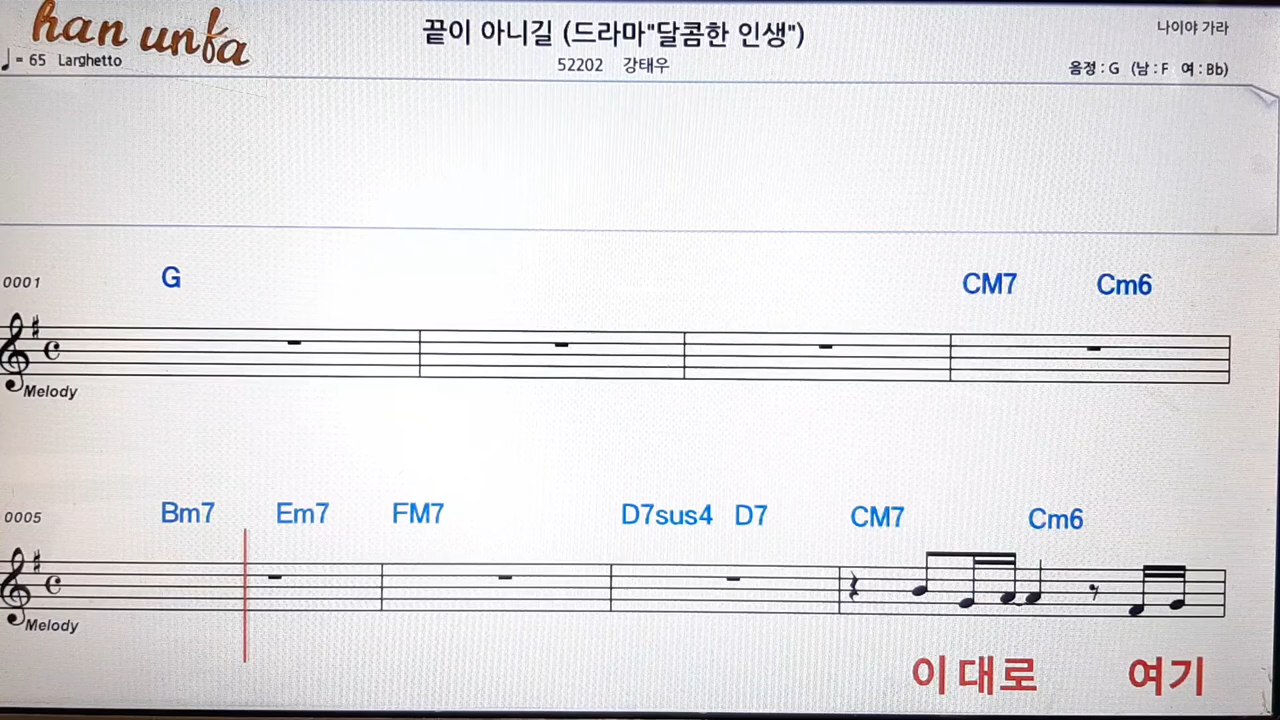 han unfa
끝이 아니길 (드라마"달콤한 인생")
나이야 가라
♩= 65 Larghetto
52202 강태우
음정 : G (남 : F 여 : Bb)
0001 G CM7 Cm6
Melody
0005 Bm7 Em7 FM7 D7sus4 D7 CM7 Cm6
Melody
이 대로 여기